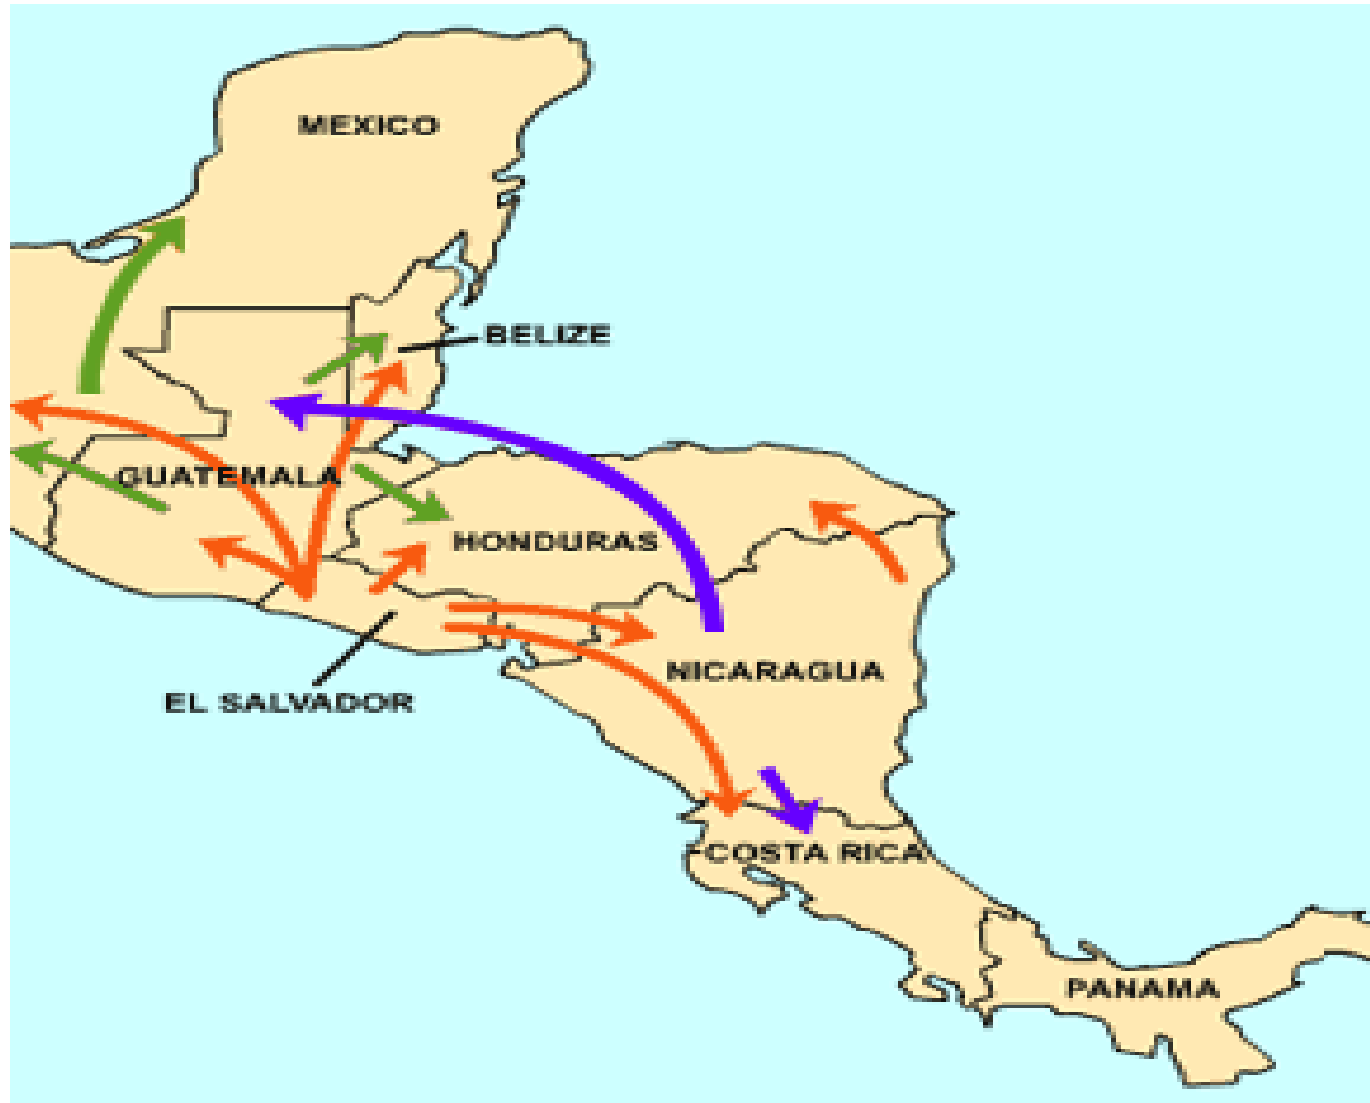 MEXICO
BELIZE
GUATEMALA
HONDURAS
NICARAGUA
EL SALVADOR
COSTA RICA
PANAMA